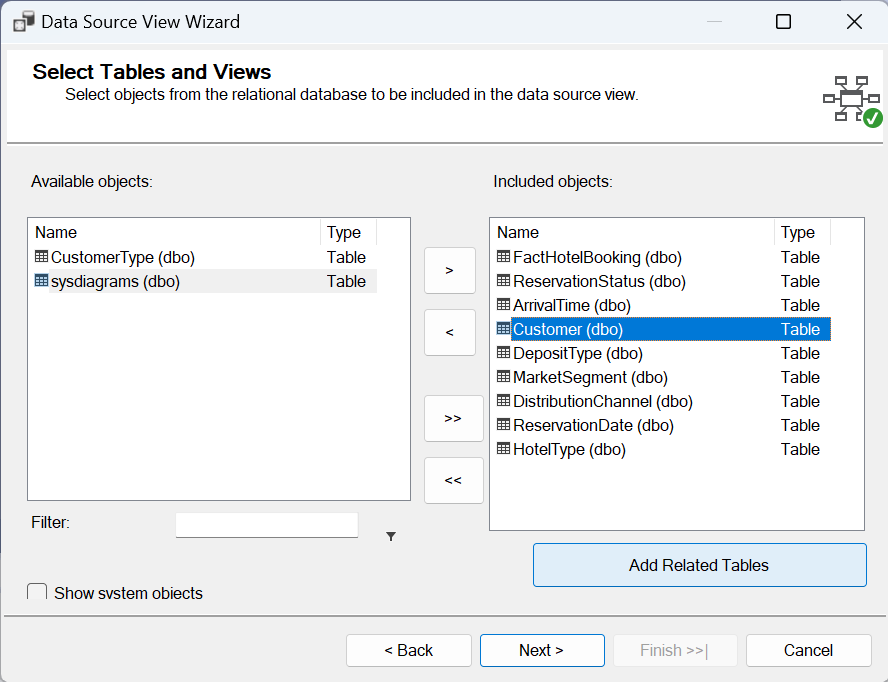 Data Source View Wizard
Select Tables and Views
Select objects from the relational database to be included in the data source view.
Available objects:
Name Type
CustomerType (dbo) Table
sysdiagrams (dbo) Table
Filter:
Show system objects
>
<
>>
<<
Included objects:
Name Type
FactHotelBooking (dbo) Table
ReservationStatus (dbo) Table
ArrivalTime (dbo) Table
Customer (dbo) Table
DepositType (dbo) Table
MarketSegment (dbo) Table
DistributionChannel (dbo) Table
ReservationDate (dbo) Table
HotelType (dbo) Table
Add Related Tables
< Back Next > Finish >>| Cancel